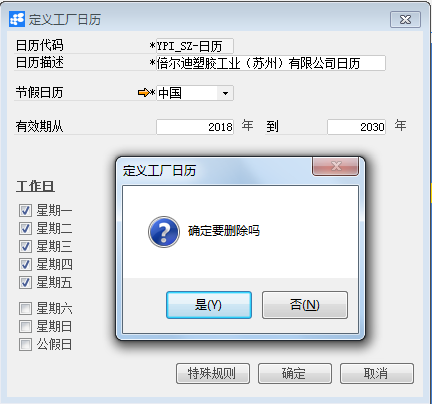 定义工厂日历
日历代码 *YPI_SZ-日历
日历描述 *倍尔迪塑胶工业（苏州）有限公司日历
节假日历 *中国
有效期从 2018 年 到 2030 年
定义工厂日历
工作日
星期一
星期二
确定要删除吗
星期三
星期四
星期五
是(Y) 否(N)
星期六
星期日
公假日
特殊规则 确定 取消